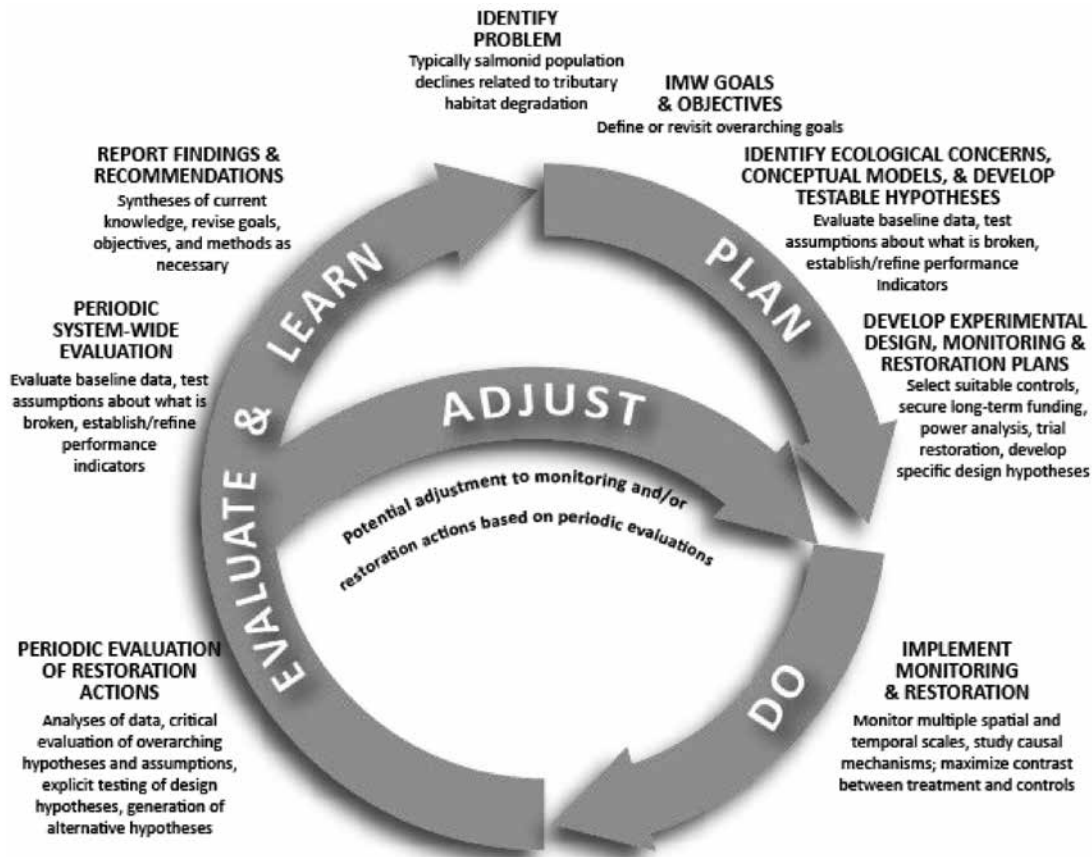 IDENTIFY
PROBLEM
Typically salmonid population
declines related to tributary
habitat degradation
IMW GOALS
& OBJECTIVES
Define or revisit overarching goals
IDENTIFY ECOLOGICAL CONCERNS,
CONCEPTUAL MODELS, & DEVELOP
TESTABLE HYPOTHESES
Evaluate baseline data, test
assumptions about what is broken,
establish/refine performance
Indicators
DEVELOP EXPERIMENTAL
DESIGN, MONITORING &
RESTORATION PLANS
Select suitable controls,
secure long-term funding,
power analysis, trial
restoration, develop
specific design hypotheses
PLAN
IMPLEMENT
MONITORING
& RESTORATION
Monitor multiple spatial and
temporal scales, study causal
mechanisms; maximize contrast
between treatment and controls
DO
PERIODIC EVALUATION
OF RESTORATION
ACTIONS
Analyses of data, critical
evaluation of overarching
hypotheses and assumptions,
explicit testing of design
hypotheses, generation of
alternative hypotheses
PERIODIC
SYSTEM-WIDE
EVALUATION
Evaluate baseline data, test
assumptions about what is
broken, establish/refine
performance
indicators
REPORT FINDINGS &
RECOMMENDATIONS
Syntheses of current
knowledge, revise goals,
objectives, and methods as
necessary
EVALUATE & LEARN
ADJUST
Potential adjustment to monitoring and/or
restoration actions based on periodic evaluations